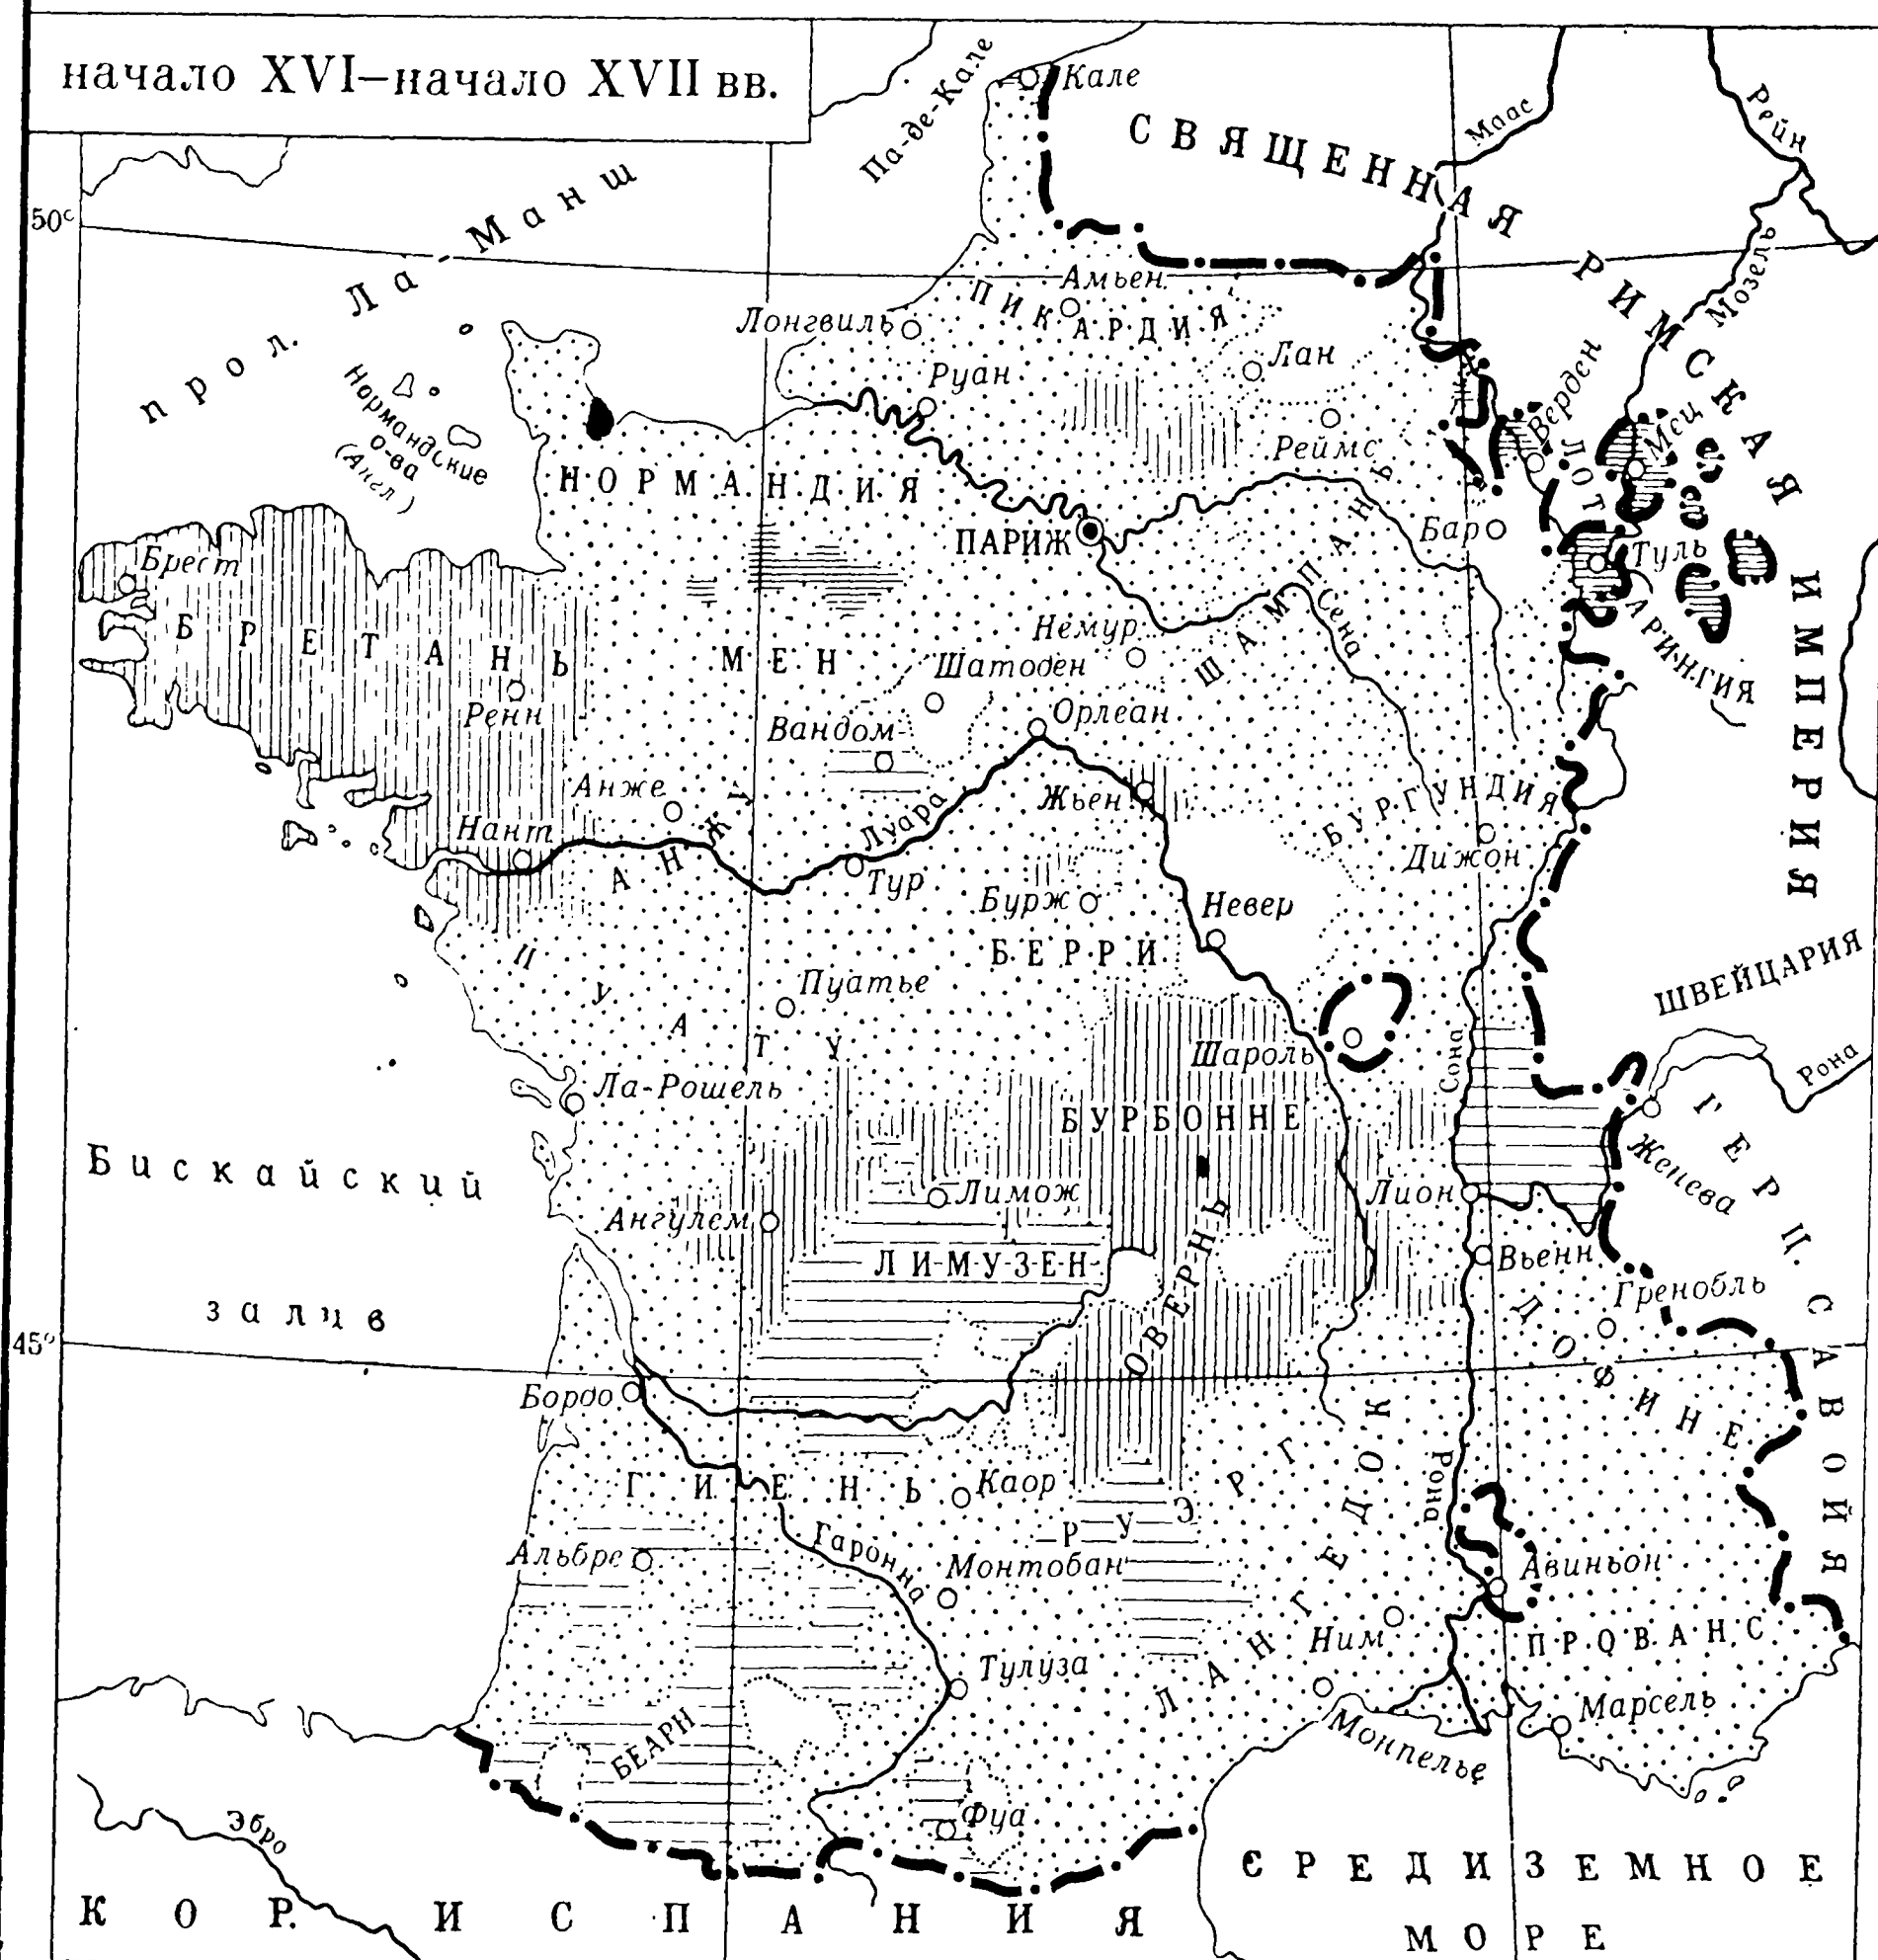 начало XVI–начало XVII вв.
Па-де-Кале
Кале
СВЯЩЕННАЯ РИМСКАЯ ИМПЕРИЯ
Маас
Рейн
Мозель
50°
прол. Ла-Манш
Нормандские
о-ва
(Англ.)
Амьен
ПИКАРДИЯ
Лонгвиль
Руан
Лан
Реймс
Верден
Мец
ЛОТАРИНГИЯ
НОРМАНДИЯ
ПАРИЖ
Бар
Туль
Брест
БРЕТАНЬ
Ренн
МЕН
Немур
Шатоден
ШАМПАНЬ
Сена
Вандом
Орлеан
Анже
АНЖУ
Нант
Луара
Тур
Жьен
БУРГУНДИЯ
Дижон
Бурж
БЕРРИ
Невер
ПУАТУ
Пуатье
ШВЕЙЦАРИЯ
Шароль
Сона
Рона
Ла-Рошель
БУРБОННЕ
Женева
ГЕРЦ. САВОЙЯ
Бискайский
залив
Лимож
Ангулем
ЛИМУЗЕН
ОВЕРНЬ
Лион
Вьенн
Гренобль
ДОФИНЕ
45°
Бордо
ГИЕНЬ
Каор
РУЭРГ
Рона
Альбре
Гаронна
Монтобан
ЛАНГЕДОК
Авиньон
Ним
ПРОВАНС
Тулуза
Марсель
Монпелье
БЕАРН
Фуа
Эбро
КОР. ИСПАНИЯ
СРЕДИЗЕМНОЕ
МОРЕ